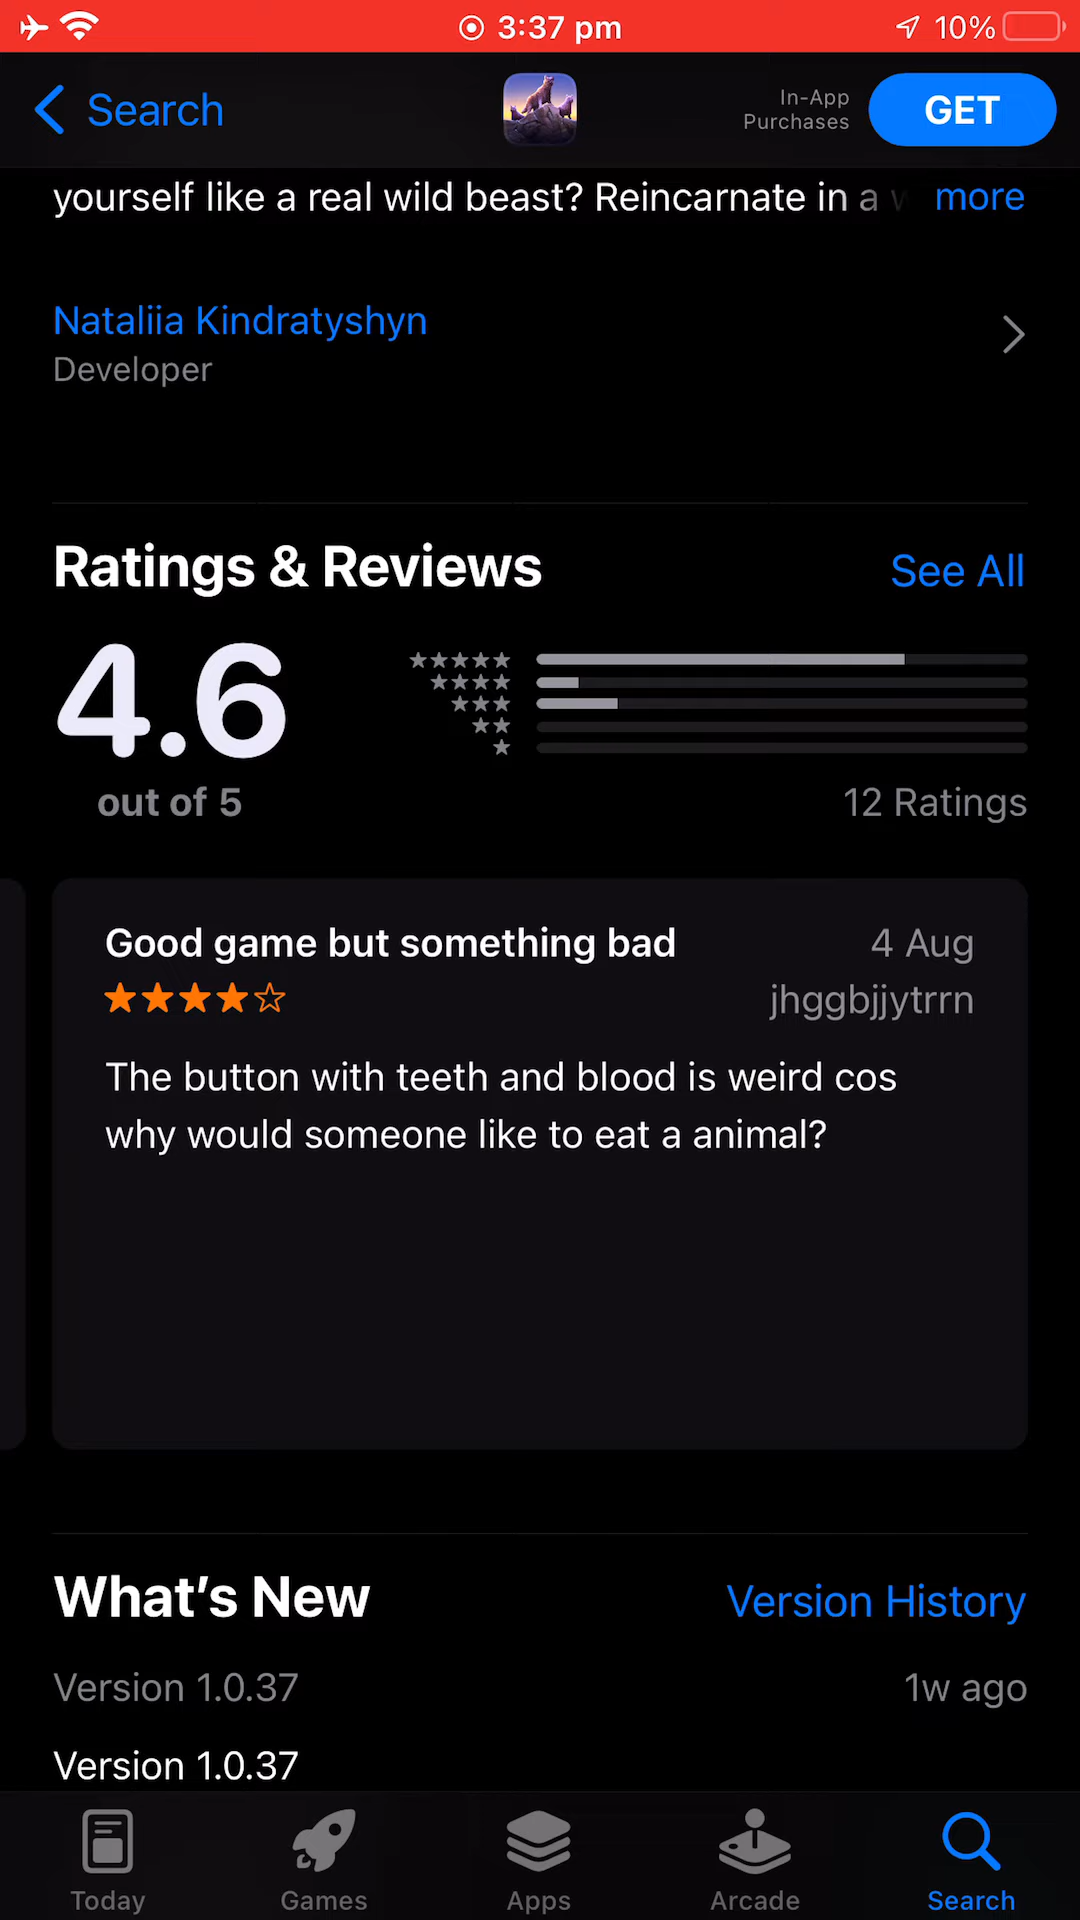 3:37 pm
10%
Search
In-App
Purchases
GET
yourself like a real wild beast? Reincarnate in a
more
Nataliia Kindratyshyn
Developer
Ratings & Reviews
See All
4.6
out of 5
12 Ratings
Good game but something bad
4 Aug
jhggbjjytrrn
The button with teeth and blood is weird cos
why would someone like to eat a animal?
What's New
Version History
Version 1.0.37
1w ago
Version 1.0.37
Today
Games
Apps
Arcade
Search